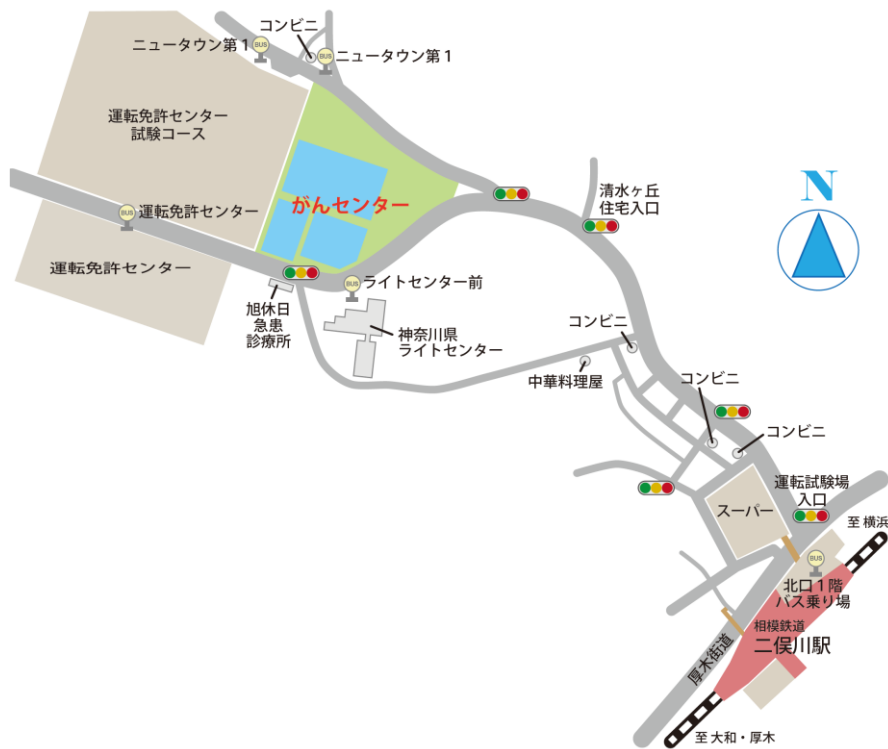 コンビニ
BUS
ニュータウン第1
BUS
ニュータウン第1
運転免許センター
試験コース
N
がんセンター
清水ヶ丘
住宅入口
BUS
運転免許センター
運転免許センター
BUS
ライトセンター前
旭休日
急患
診療所
神奈川県
ライトセンター
コンビニ
中華料理屋
コンビニ
コンビニ
スーパー
運転試験場
入口
至 横浜
BUS
北口1階
バス乗り場
相模鉄道
二俣川駅
厚木街道
至 大和・厚木